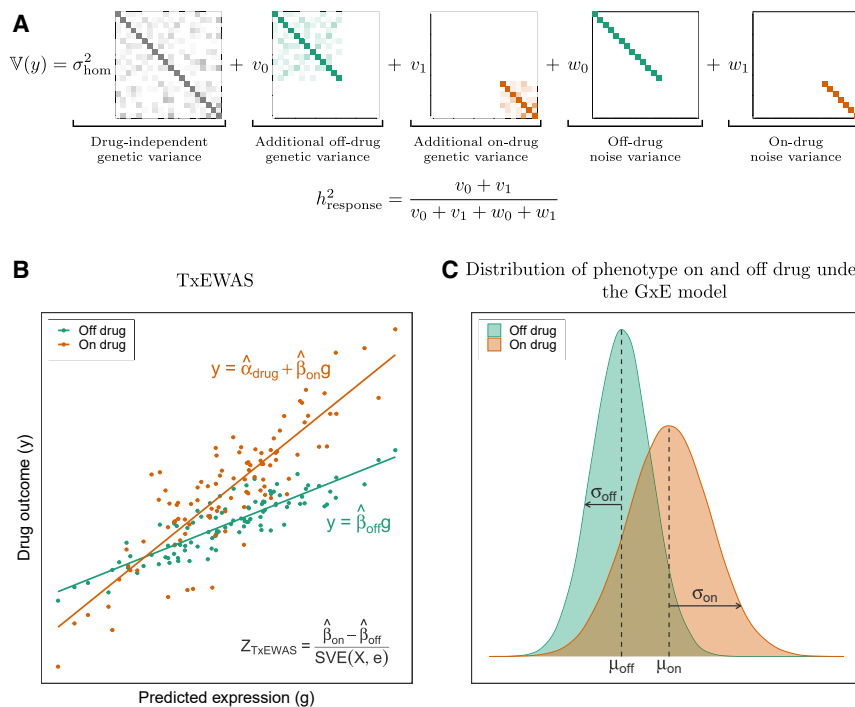 A
𝕍(y) = σ²hom + v₀ + v₁ + w₀ + w₁
Drug-independent
genetic variance
Additional off-drug
genetic variance
Additional on-drug
genetic variance
Off-drug
noise variance
On-drug
noise variance
h²response = (v₀ + v₁) / (v₀ + v₁ + w₀ + w₁)
B
TxEWAS
Off drug
On drug
y = α̂drug + β̂on g
y = β̂off g
Z_TxEWAS = (β̂on − β̂off) / SVE(X, e)
Drug outcome (y)
Predicted expression (g)
C Distribution of phenotype on and off drug unde
the GxE model
Off drug
On drug
σoff
σon
μoff μon